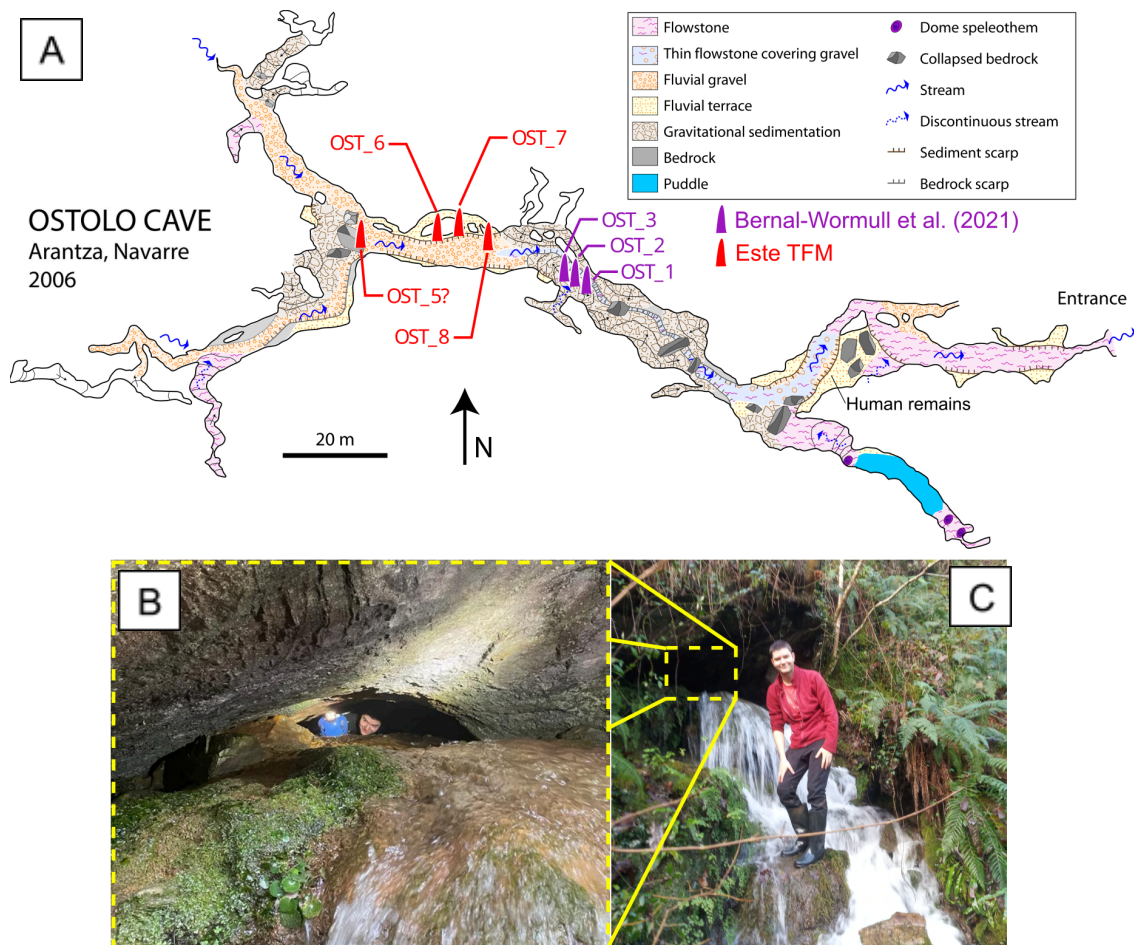 A
OSTOLO CAVE
Arantza, Navarre
2006
OST_6
OST_7
OST_3
OST_2
OST_1
OST_5?
OST_8
Flowstone
Thin flowstone covering gravel
Fluvial gravel
Fluvial terrace
Gravitational sedimentation
Bedrock
Puddle
Dome speleothem
Collapsed bedrock
Stream
Discontinuous stream
Sediment scarp
Bedrock scarp
Bernal-Wormull et al. (2021)
Este TFM
Entrance
Human remains
20 m
N
B
C